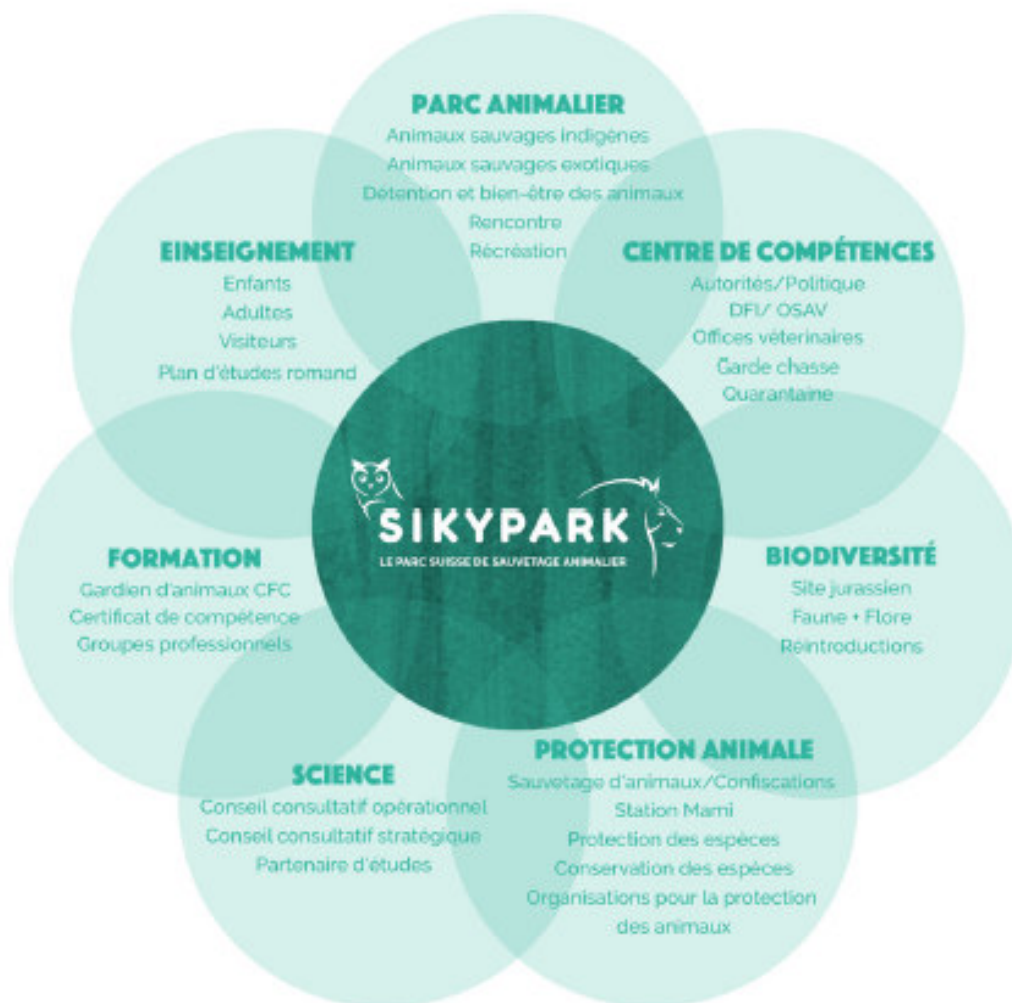 PARC ANIMALIER
Animaux sauvages indigènes
Animaux sauvages exotiques
Détention et bien-être des animaux
Rencontre
Récréation
CENTRE DE COMPÉTENCES
Autorités/Politique
DFI/ OSAV
Offices véterinaires
Garde chasse
Quarantaine
BIODIVERSITÉ
Site jurassien
Faune + Flore
Réintroductions
PROTECTION ANIMALE
Sauvetage d'animaux/Confiscations
Station Mami
Protection des espèces
Conservation des espèces
Organisations pour la protection
des animaux
SCIENCE
Conseil consultatif opérationnel
Conseil consultatif stratégique
Partenaire d'études
FORMATION
Gardien d'animaux CFC
Certificat de compétence
Groupes professionnels
EINSEIGNEMENT
Enfants
Adultes
Visiteurs
Plan d'études romand
SIKYPARK
LE PARC SUISSE DE SAUVETAGE ANIMALIER